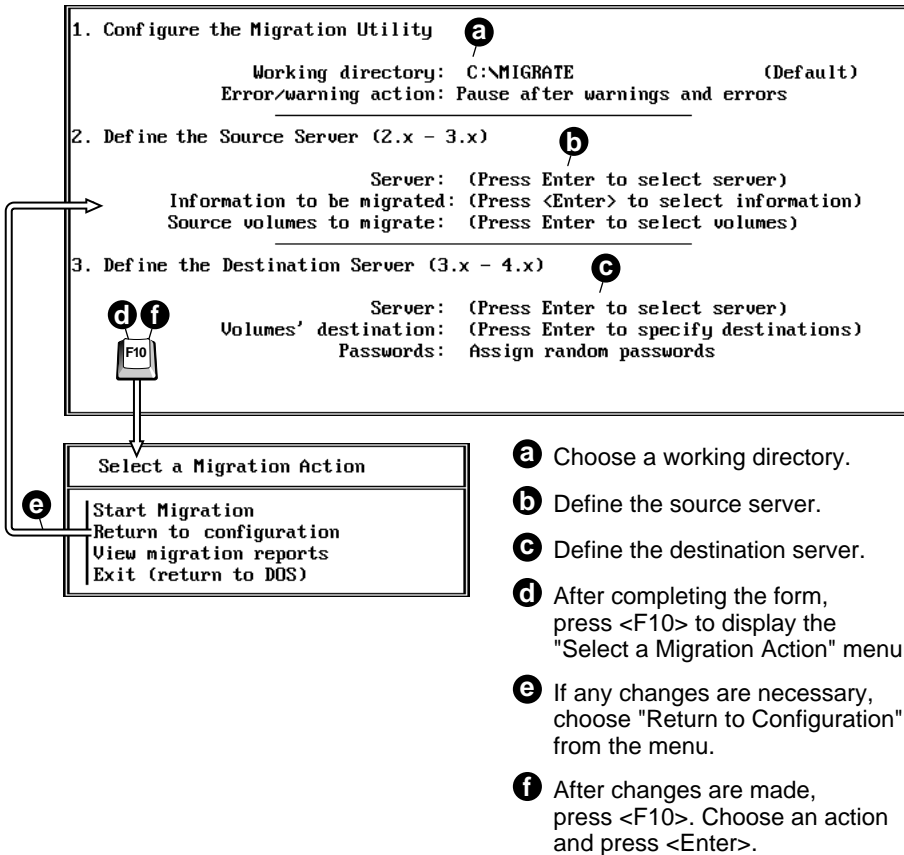 1. Configure the Migration Utility
a
Working directory: C:\MIGRATE (Default)
Error/warning action: Pause after warnings and errors
2. Define the Source Server (2.x - 3.x)
b
Server: (Press Enter to select server)
Information to be migrated: (Press <Enter> to select information)
Source volumes to migrate: (Press Enter to select volumes)
3. Define the Destination Server (3.x - 4.x)
c
Server: (Press Enter to select server)
Volumes' destination: (Press Enter to specify destinations)
Passwords: Assign random passwords
d f
F10
Select a Migration Action
e
Start Migration
Return to configuration
View migration reports
Exit (return to DOS)
a Choose a working directory.
b Define the source server.
c Define the destination server.
d After completing the form,
press <F10> to display the
"Select a Migration Action" menu
e If any changes are necessary,
choose "Return to Configuration"
from the menu.
f After changes are made,
press <F10>. Choose an action
and press <Enter>.